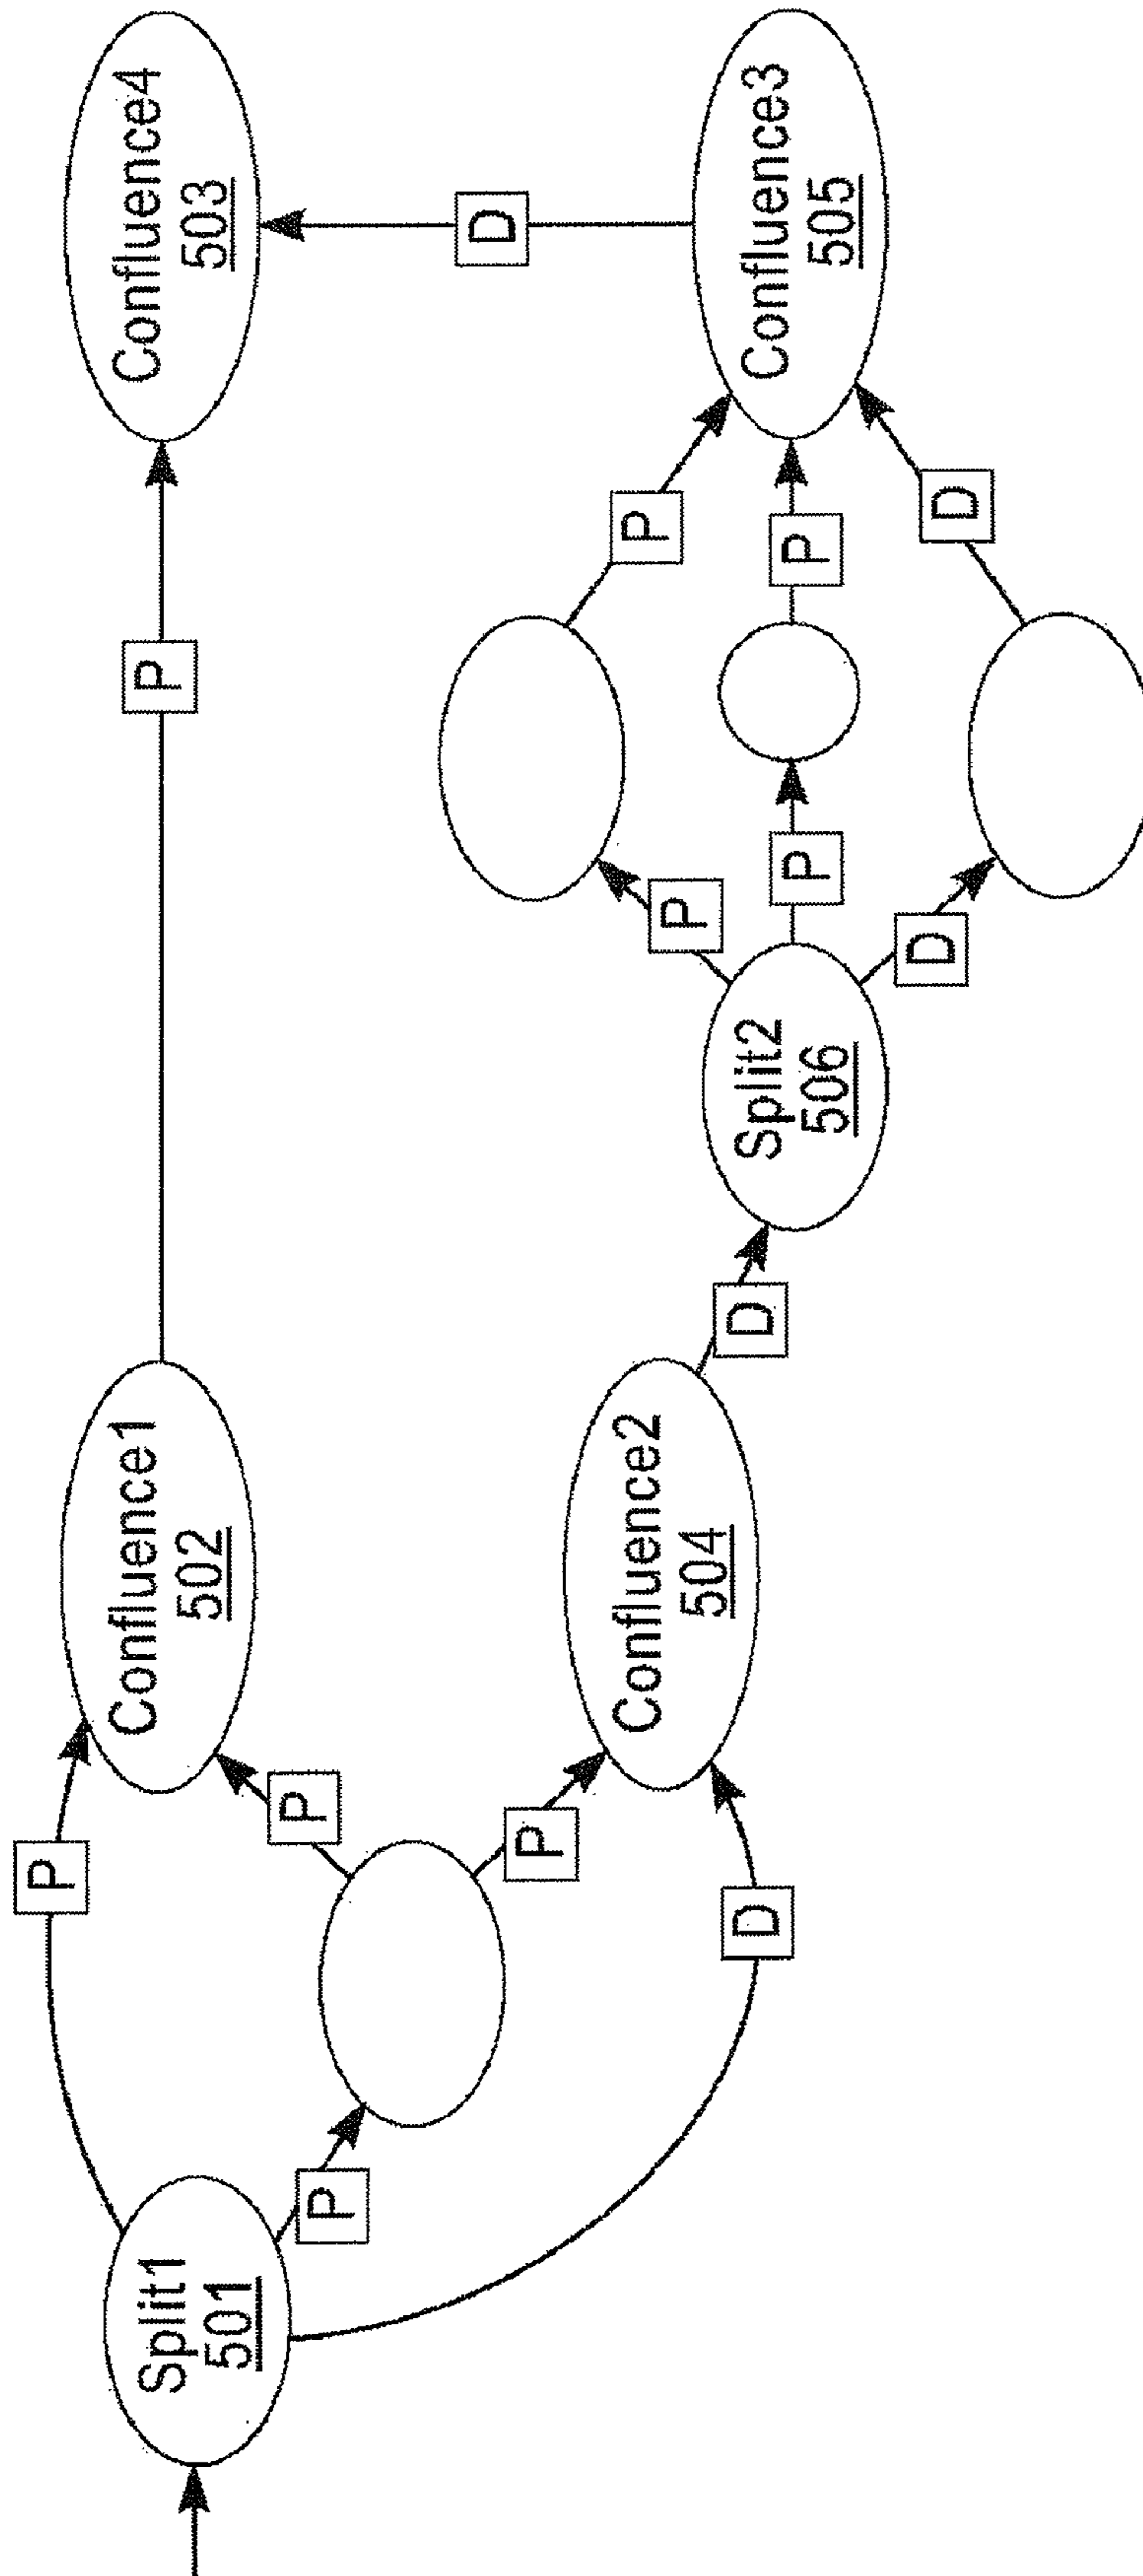 Split1
501
P
P
D
P
P
Confluence1
502
Confluence2
504
P
D
Split2
506
P
P
D
P
P
D
Confluence4
503
D
Confluence3
505